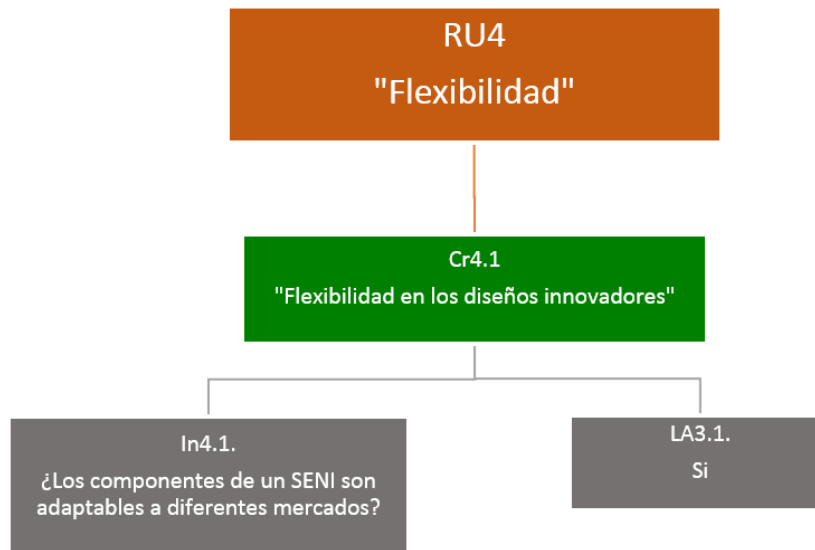 RU4
"Flexibilidad"
Cr4.1
"Flexibilidad en los diseños innovadores"
In4.1.
¿Los componentes de un SENI son
adaptables a diferentes mercados?
LA3.1.
Si